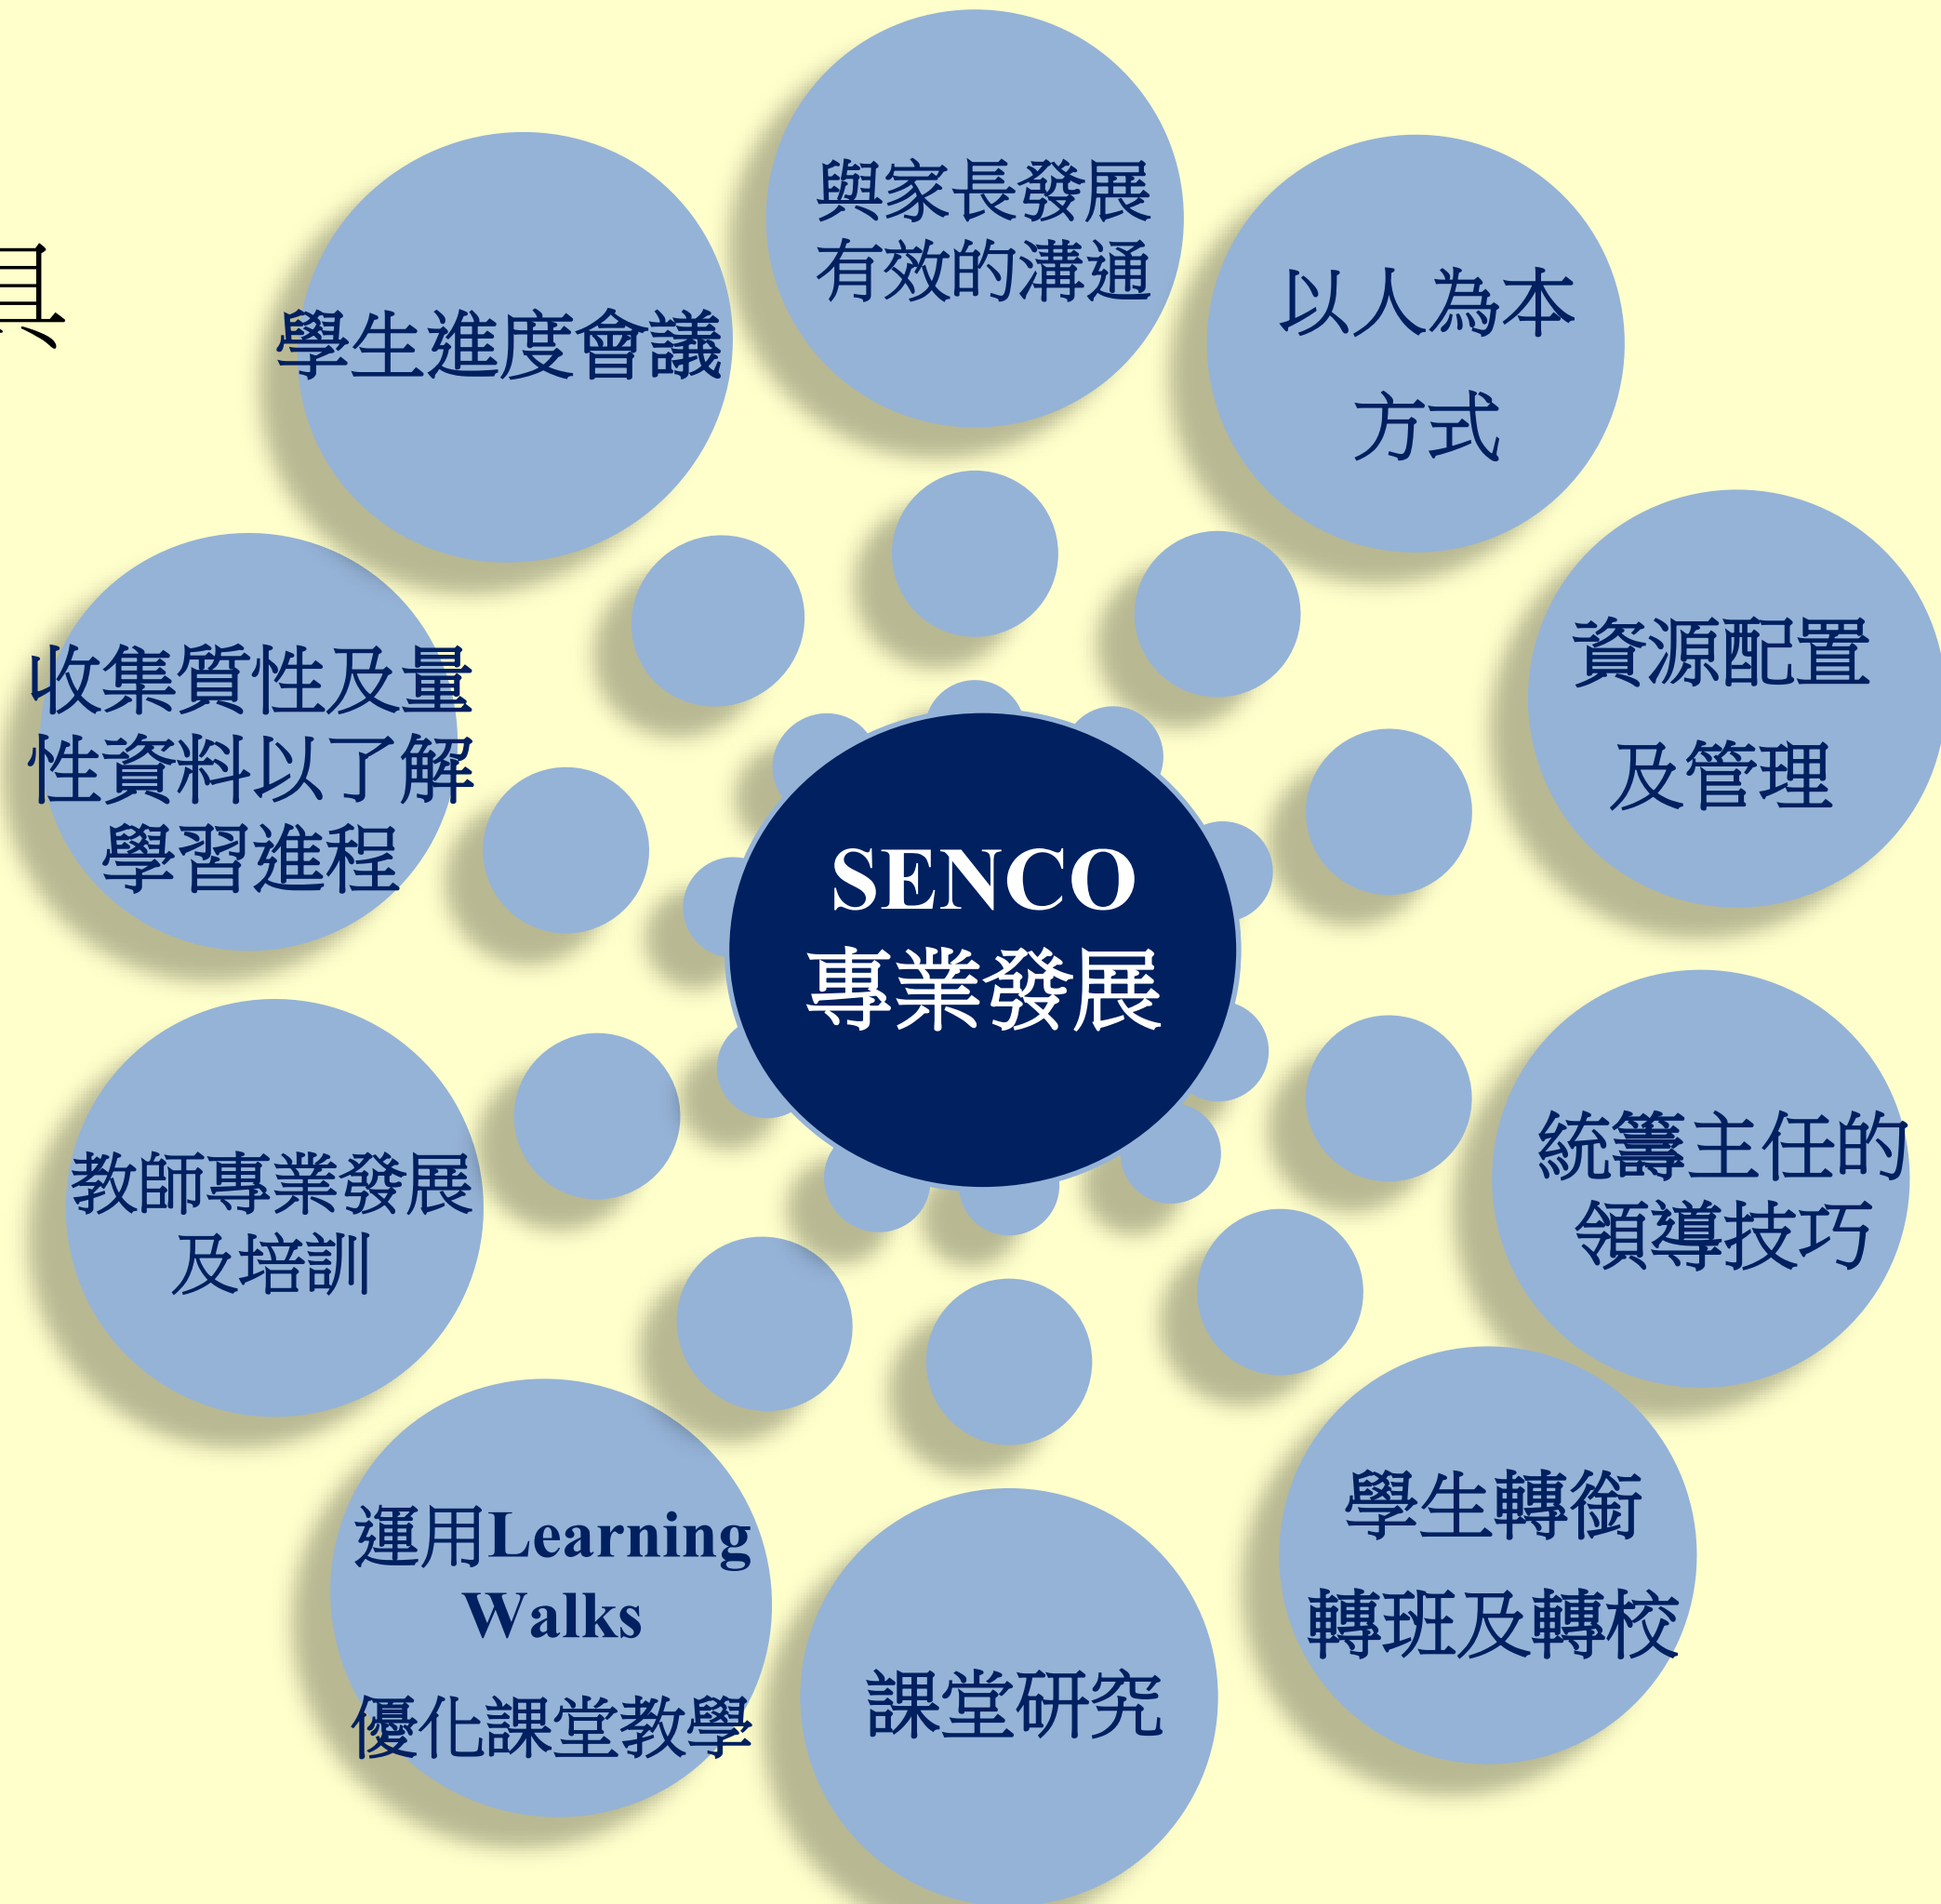 具
與家長發展
有效的溝通
以人為本
方式
資源配置
及管理
統籌主任的
領導技巧
學生轉銜
轉班及轉校
課堂研究
運用Learning
Walks
優化課堂教學
教師專業發展
及培訓
收集質性及量
性資料以了解
學習進程
學生進度會議
SENCO
專業發展